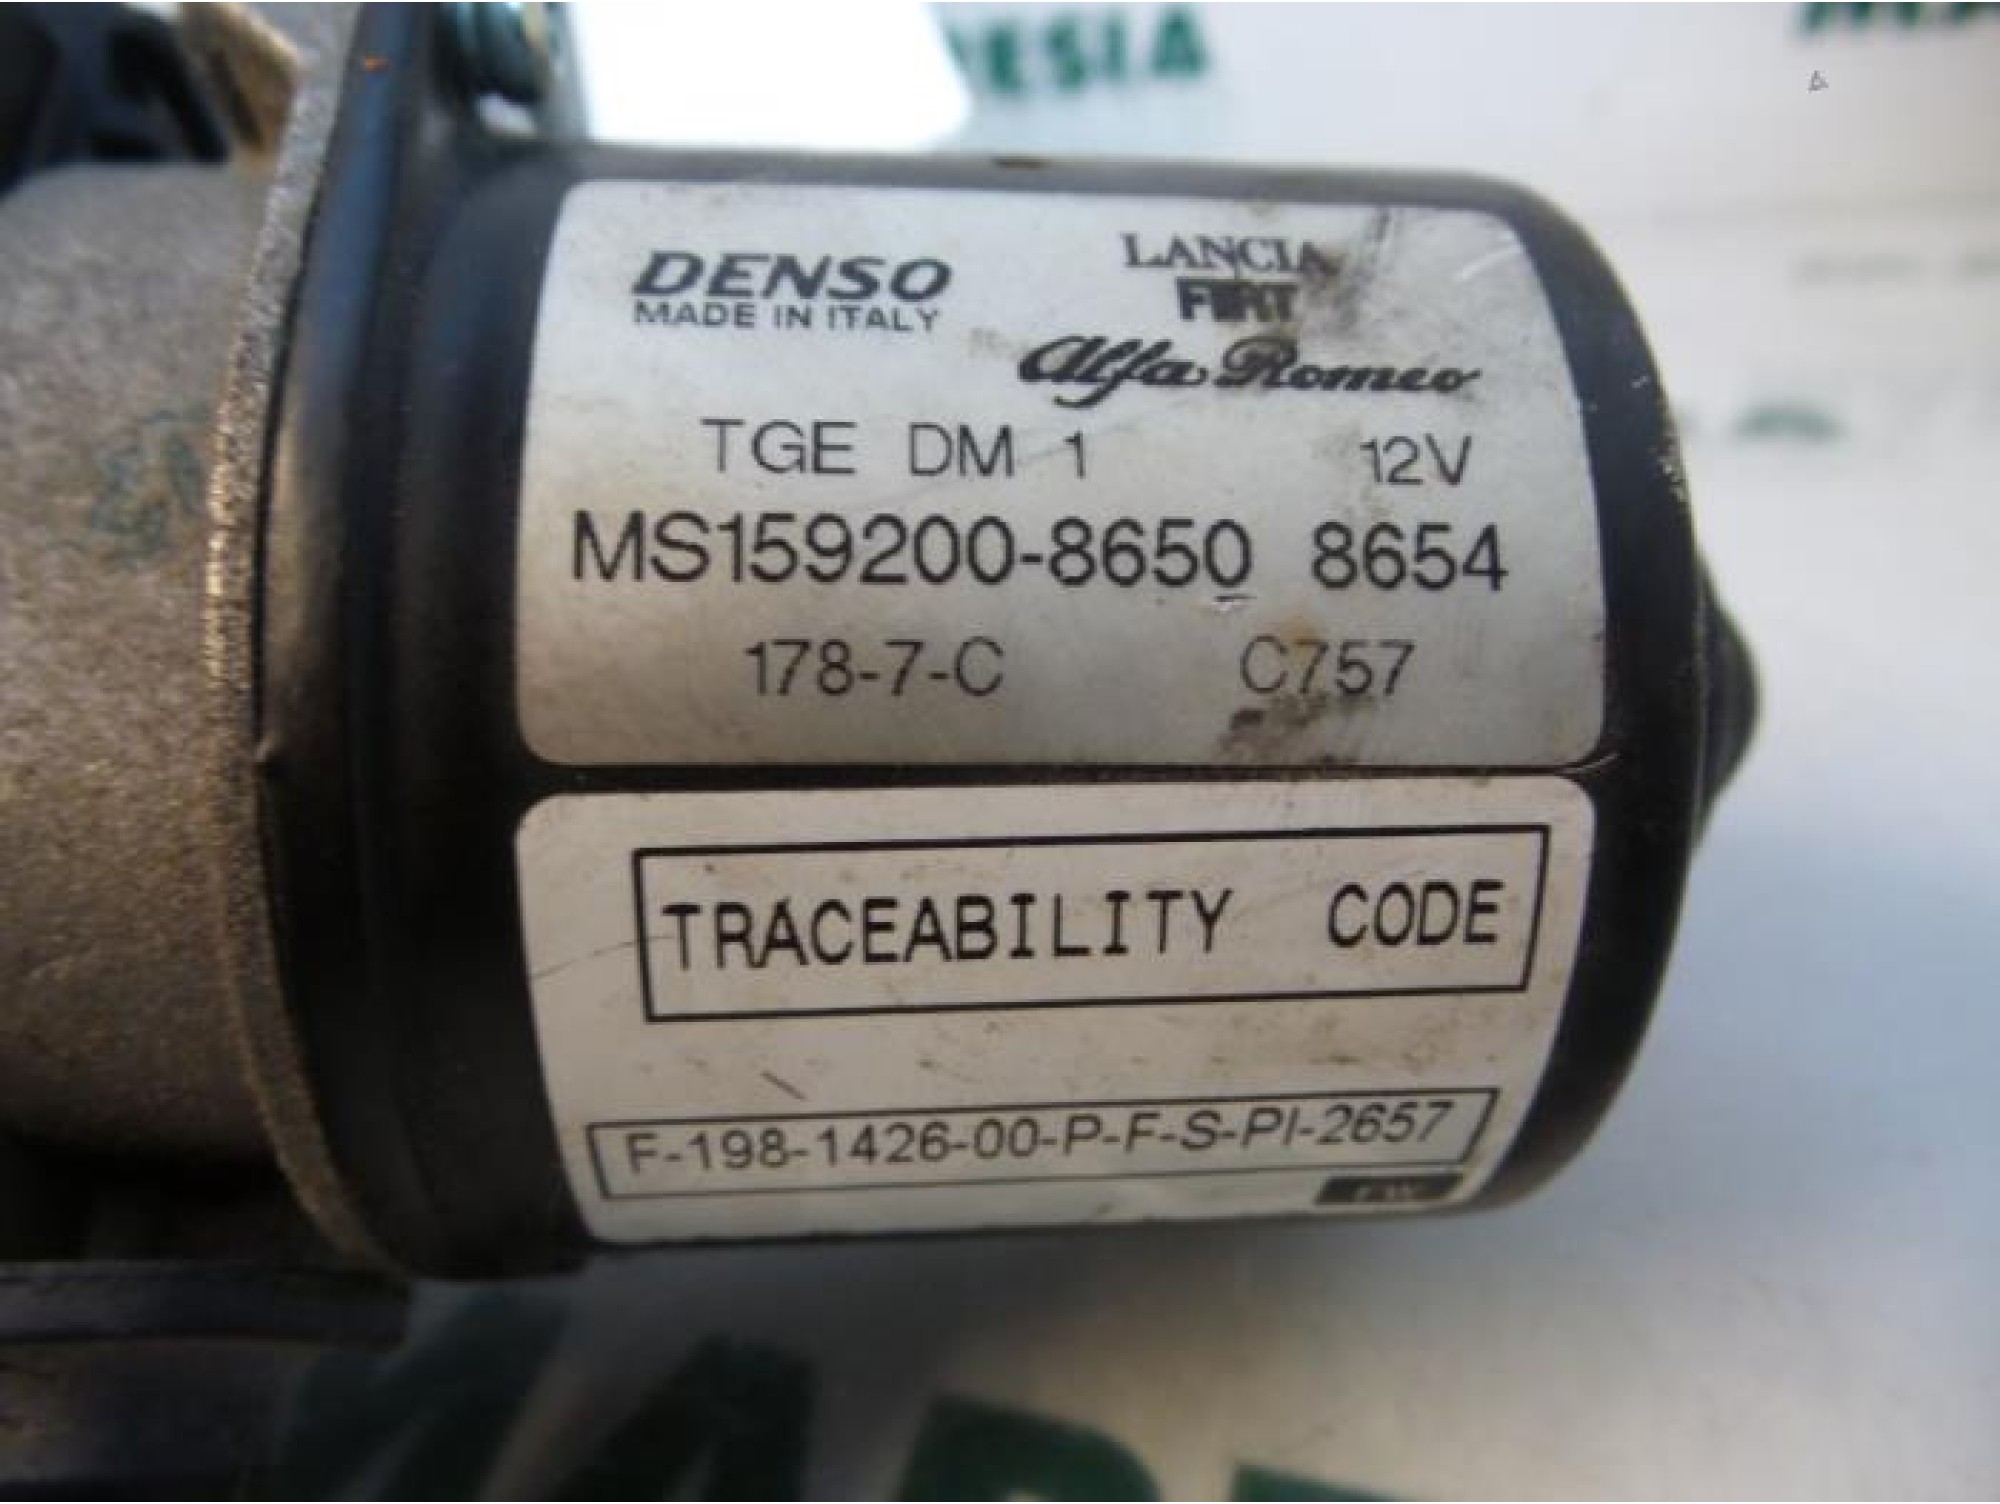 DENSO
MADE IN ITALY
LANCIA
FIAT
Alfa Romeo
TGE DM 1 12V
MS159200-8650 8654
178-7-C C757
TRACEABILITY CODE
F-198-1426-00-P-F-S-PI-2657